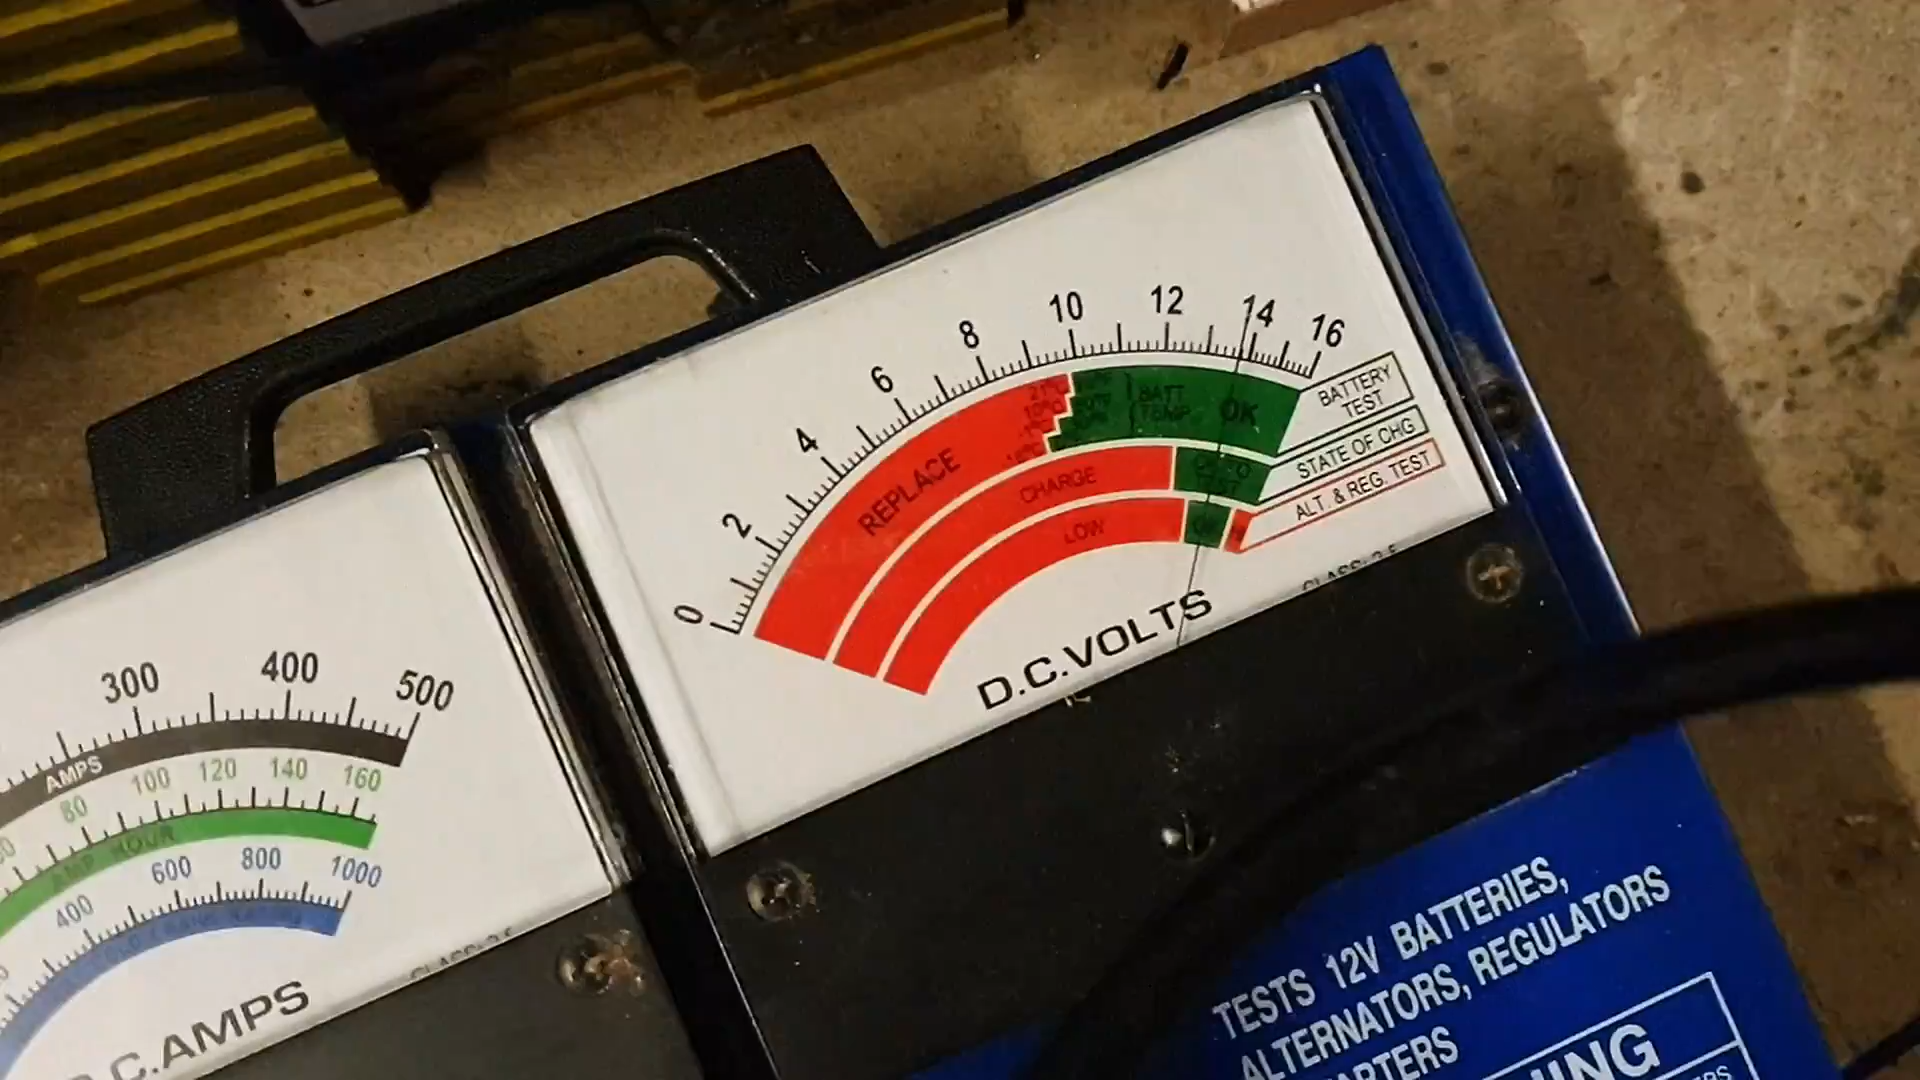 0 2 4 6 8 10 12 14 16
REPLACE
BATT
TEMP
OK
BATTERY
TEST
CHARGE
STATE OF CHG
LOW
ALT. & REG. TEST
D.C.VOLTS
300 400 500
AMPS
80 100 120 140 160
AMP HOUR
400 600 800 1000
C.AMPS
TESTS 12V BATTERIES,
ALTERNATORS, REGULATORS